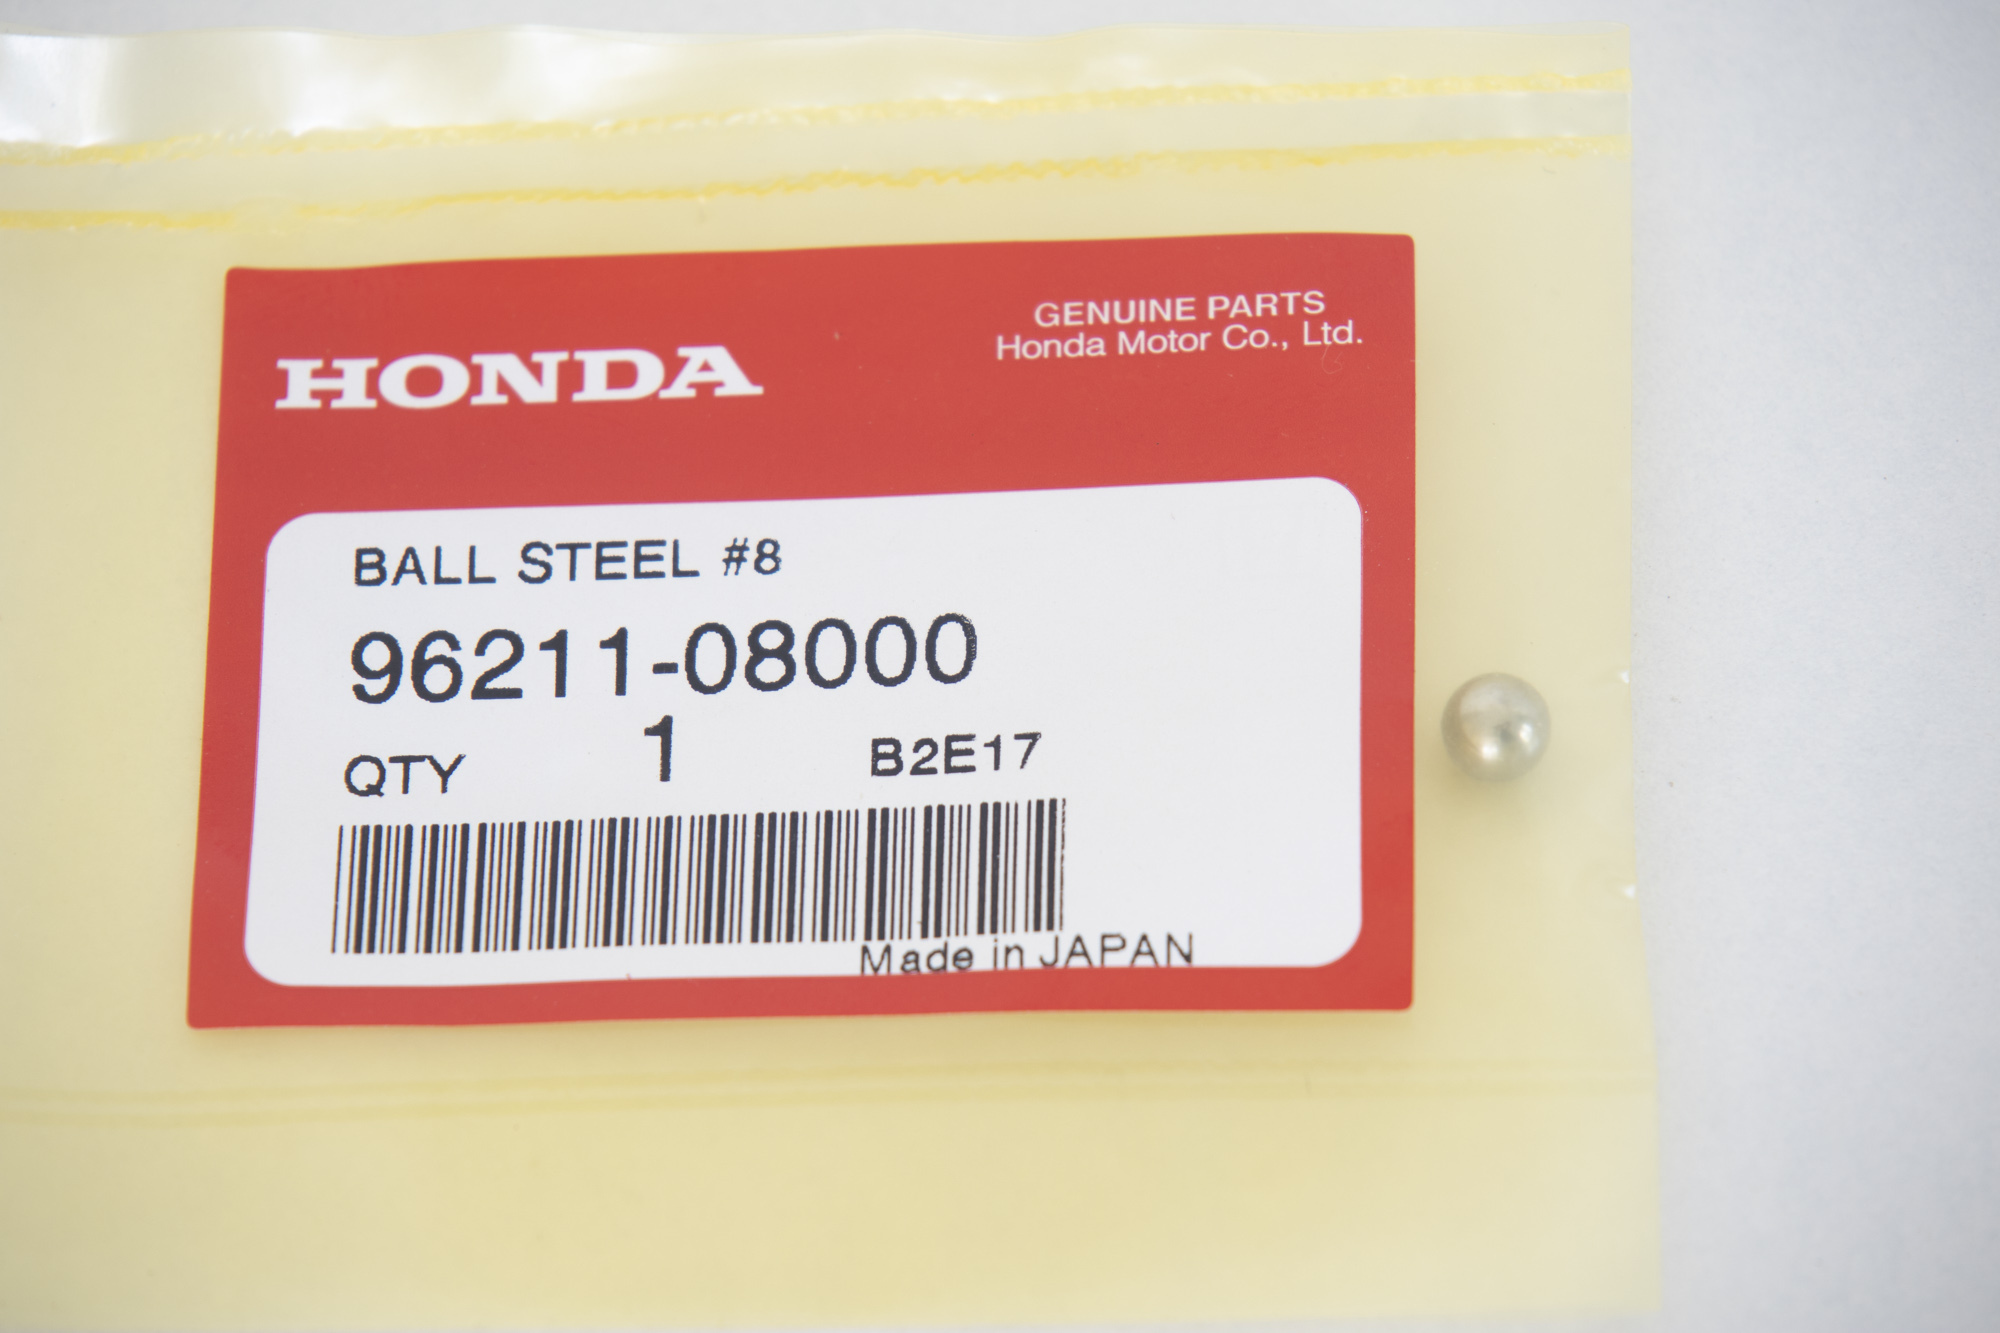 GENUINE PARTS
Honda Motor Co., Ltd.
HONDA
BALL STEEL #8
96211-08000
QTY 1 B2E17
Made in JAPAN